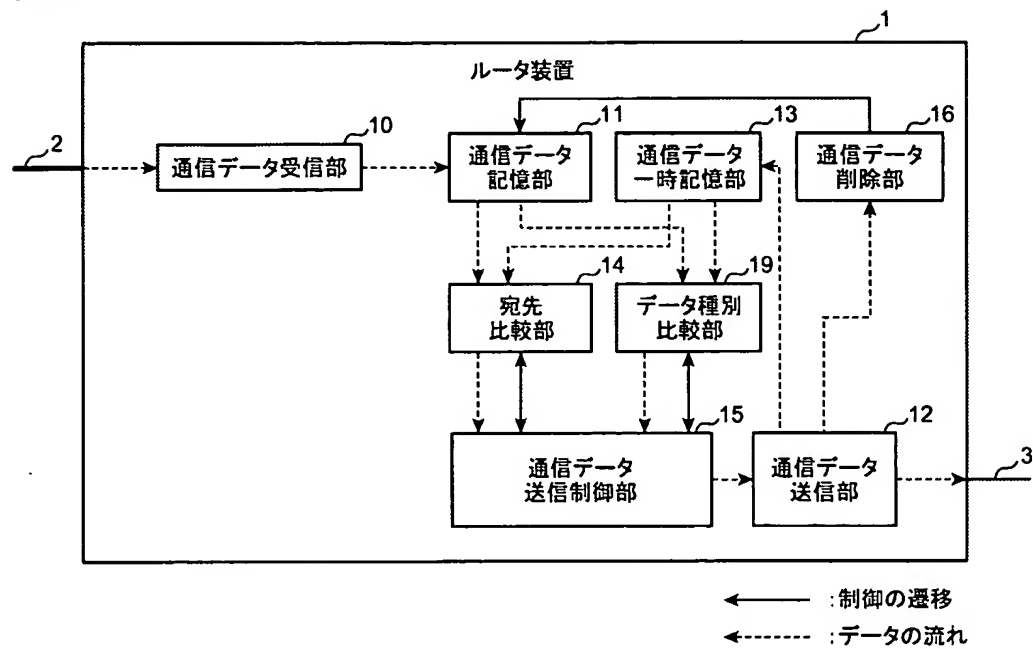 1
ルータ装置
2
10
通信データ受信部
11
通信データ
記憶部
13
通信データ
一時記憶部
16
通信データ
削除部
14
宛先
比較部
19
データ種別
比較部
15
通信データ
送信制御部
12
通信データ
送信部
3
:制御の遷移
:データの流れ